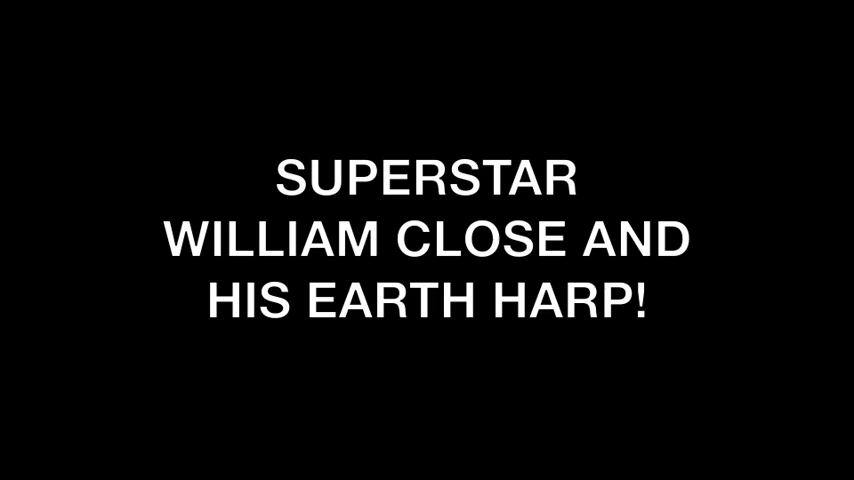 SUPERSTAR
WILLIAM CLOSE AND
HIS EARTH HARP!